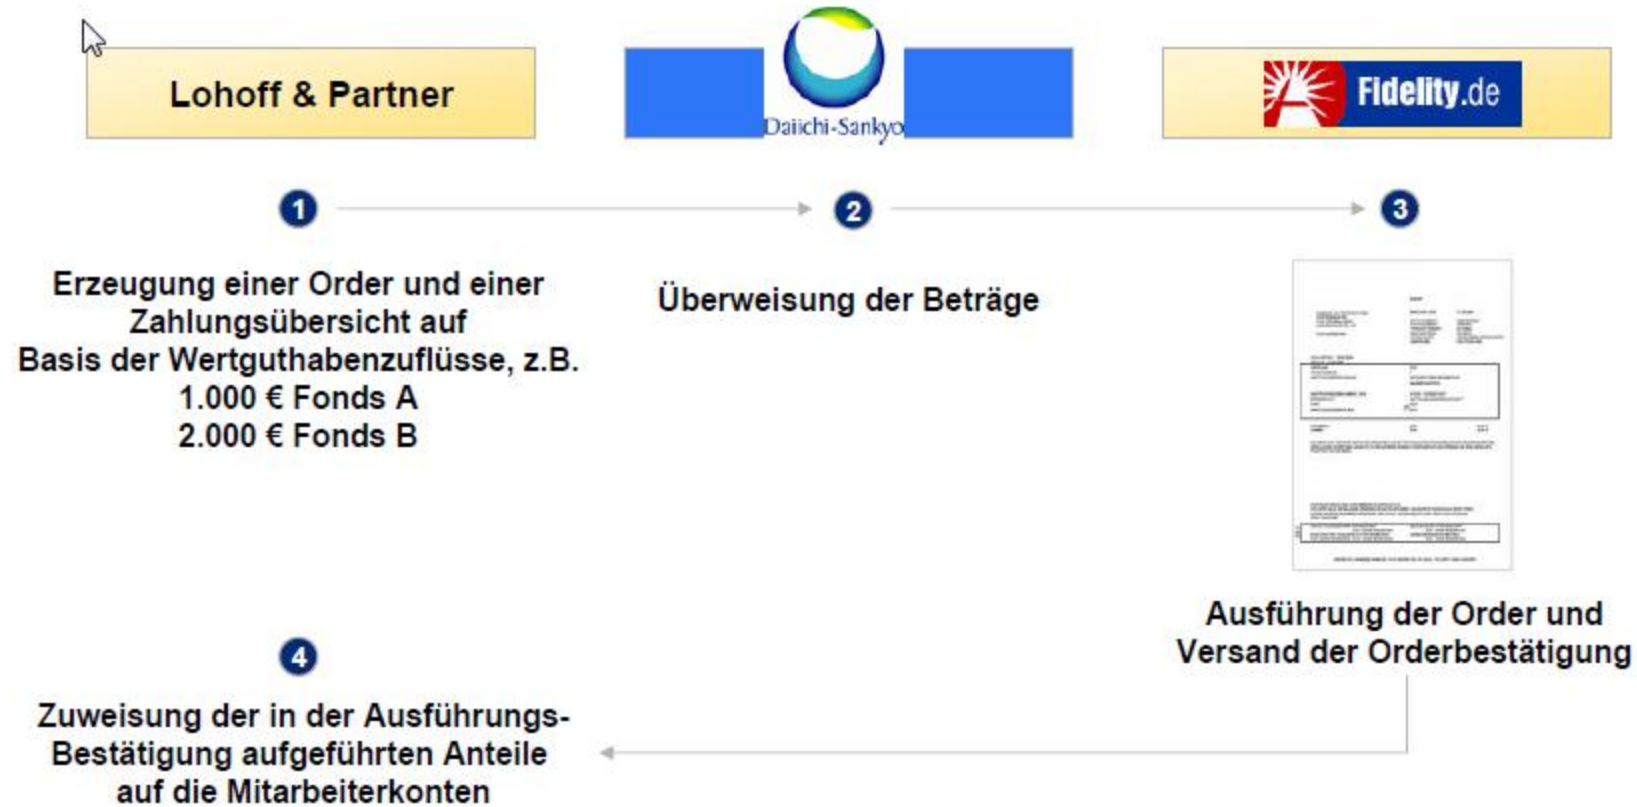 Lohoff & Partner
Daiichi-Sankyo
Fidelity.de
1
2
3
Erzeugung einer Order und einer
Zahlungsübersicht auf
Basis der Wertguthabenzuflüsse, z.B.
1.000 € Fonds A
2.000 € Fonds B
Überweisung der Beträge
Ausführung der Order und
Versand der Orderbestätigung
4
Zuweisung der in der Ausführungs-
Bestätigung aufgeführten Anteile
auf die Mitarbeiterkonten